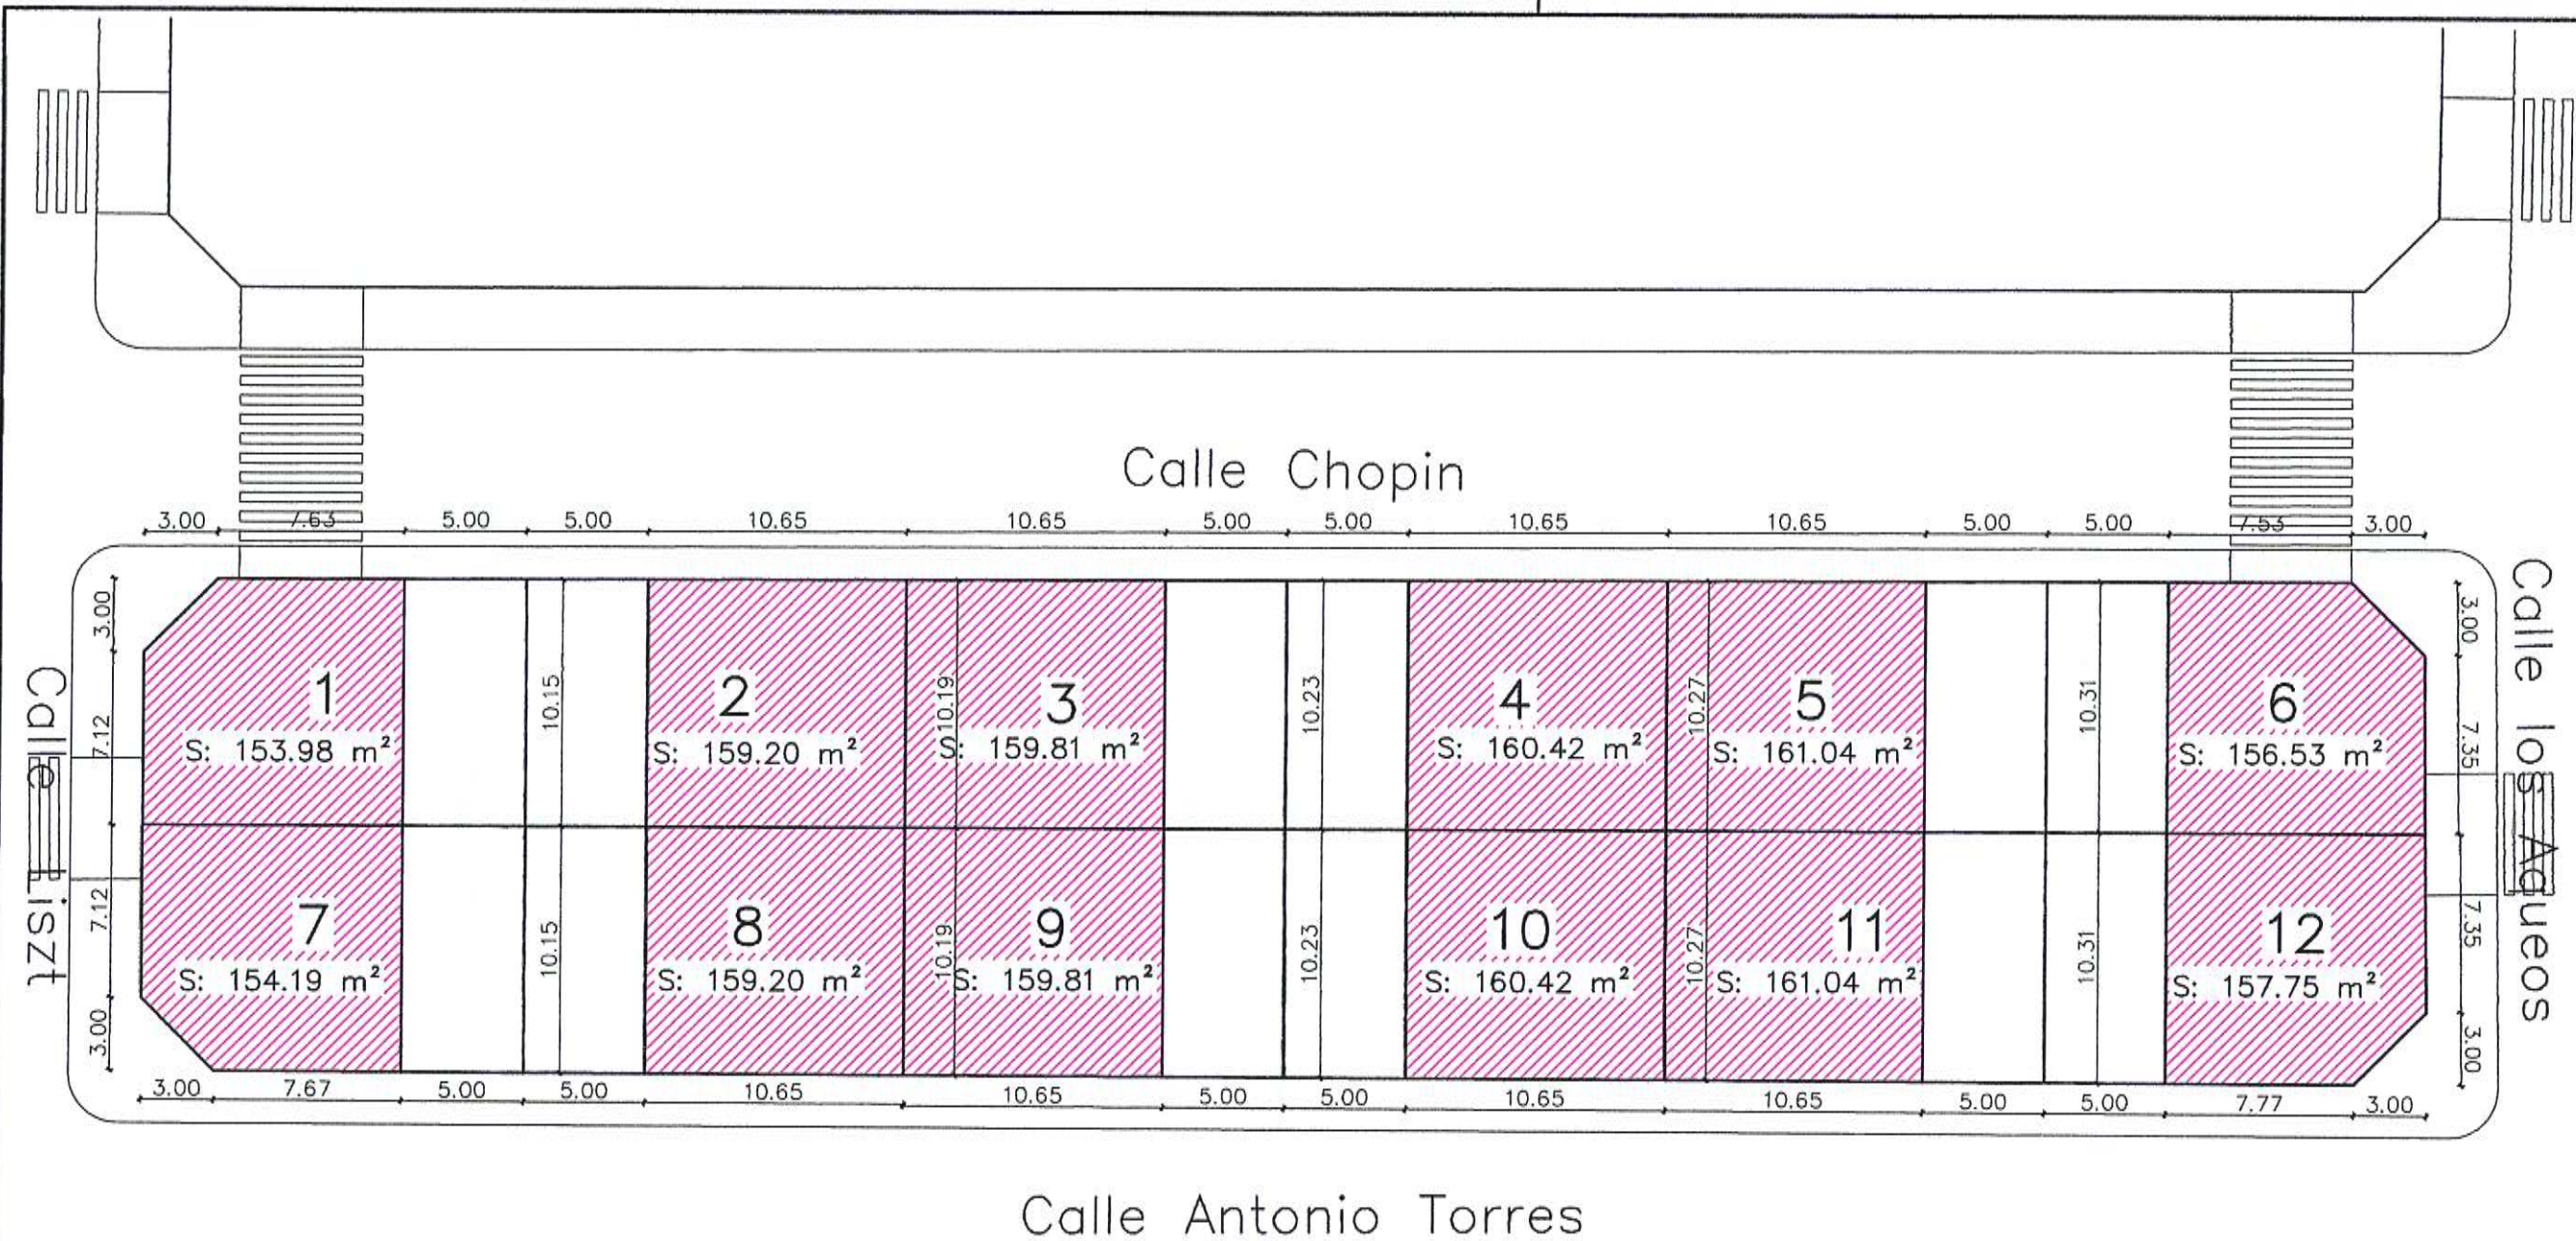 Calle Chopin
3.00 7.63 5.00 5.00 10.65 10.65 5.00 5.00 10.65 10.65 5.00 5.00 7.53 3.00
3.00
7.12
7.12
3.00
Calle Liszt
1
S: 153.98 m²
10.15
2
S: 159.20 m²
10.19
3
S: 159.81 m²
10.23
4
S: 160.42 m²
10.27
5
S: 161.04 m²
10.31
6
S: 156.53 m²
7
S: 154.19 m²
10.15
8
S: 159.20 m²
10.19
9
S: 159.81 m²
10.23
10
S: 160.42 m²
10.27
11
S: 161.04 m²
10.31
12
S: 157.75 m²
3.00
7.35
7.35
3.00
Calle los Aqueos
3.00 7.67 5.00 5.00 10.65 10.65 5.00 5.00 10.65 10.65 5.00 5.00 7.77 3.00
Calle Antonio Torres